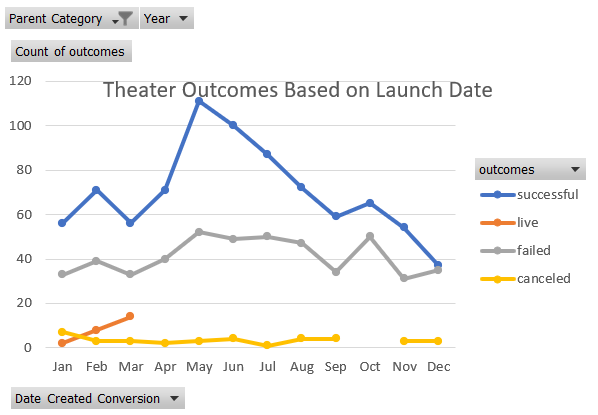 Parent Category Year
Count of outcomes
Theater Outcomes Based on Launch Date
120
100
80
60
40
20
0
Jan Feb Mar Apr May Jun Jul Aug Sep Oct Nov Dec
outcomes
successful
live
failed
canceled
Date Created Conversion